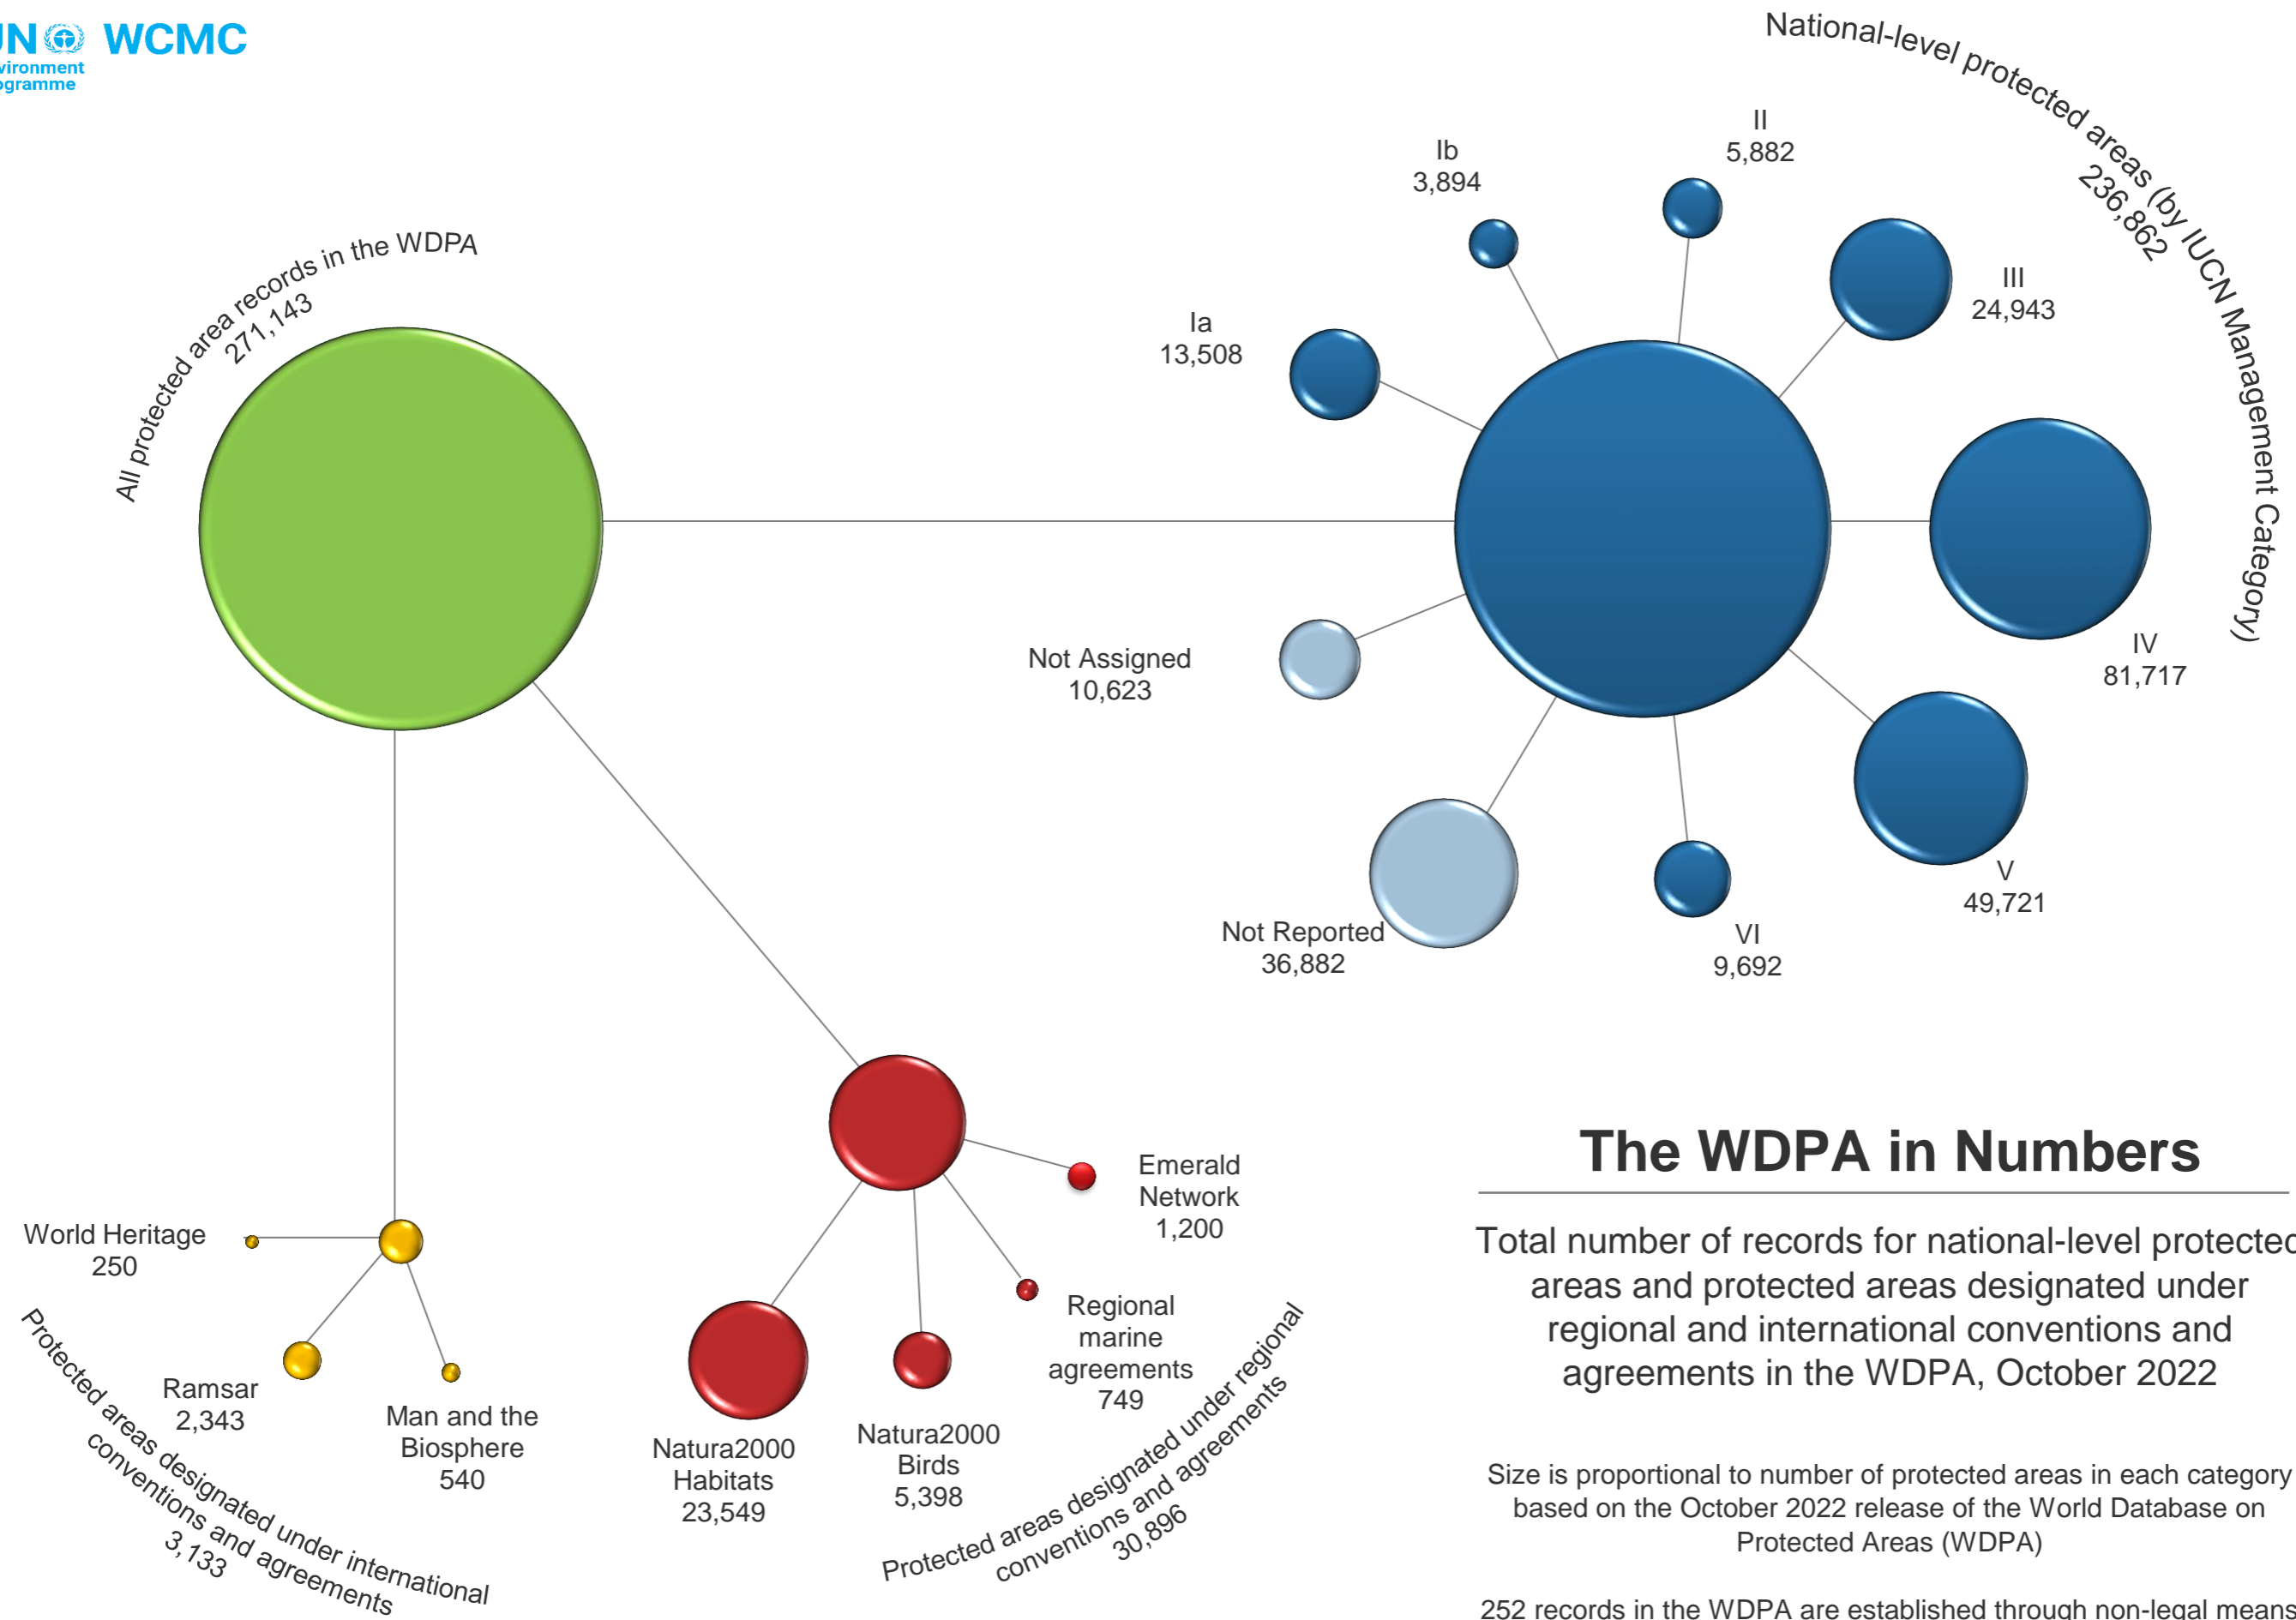 UN WCMC
vironment
ogramme
All protected area records in the WDPA
271,143
National-level protected areas (by IUCN Management Category)
236,862
Ia
13,508
Ib
3,894
II
5,882
III
24,943
IV
81,717
V
49,721
VI
9,692
Not Reported
36,882
Not Assigned
10,623
World Heritage
250
Ramsar
2,343
Man and the
Biosphere
540
Protected areas designated under international
conventions and agreements
3,133
Natura2000
Habitats
23,549
Natura2000
Birds
5,398
Regional
marine
agreements
749
Emerald
Network
1,200
Protected areas designated under regional
conventions and agreements
30,896
The WDPA in Numbers
Total number of records for national-level protected
areas and protected areas designated under
regional and international conventions and
agreements in the WDPA, October 2022
Size is proportional to number of protected areas in each category
based on the October 2022 release of the World Database on
Protected Areas (WDPA)
252 records in the WDPA are established through non-legal means